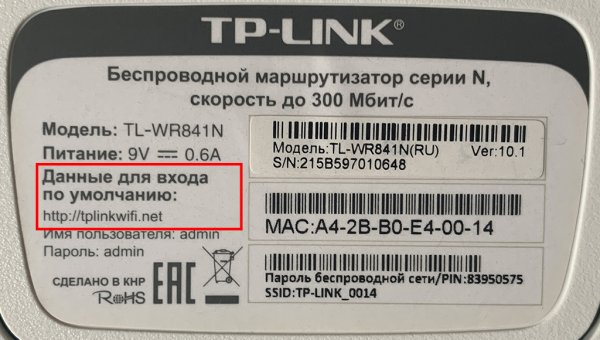 TP-LINK®
Беспроводной маршрутизатор серии N,
скорость до 300 Мбит/с
Модель: TL-WR841N
Питание: 9V ⎓ 0.6A
Данные для входа
по умолчанию:
http://tplinkwifi.net
Имя пользователя: admin
Пароль: admin
СДЕЛАНО В КНР
RoHS
EAC
Модель:TL-WR841N(RU) Ver:10.1
S/N:215B597010648
MAC:A4-2B-B0-E4-00-14
Пароль беспроводной сети/PIN:83950575
SSID:TP-LINK_0014